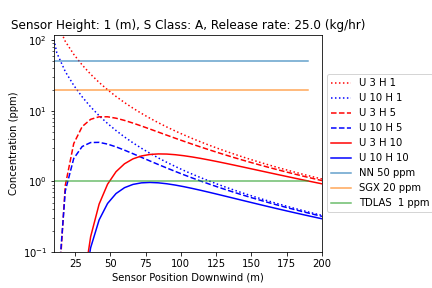 Sensor Height: 1 (m), S Class: A, Release rate: 25.0 (kg/hr)
10²
10¹
10⁰
10⁻¹
Concentration (ppm)
25 50 75 100 125 150 175 200
Sensor Position Downwind (m)
U 3 H 1
U 10 H 1
U 3 H 5
U 10 H 5
U 3 H 10
U 10 H 10
NN 50 ppm
SGX 20 ppm
TDLAS 1 ppm